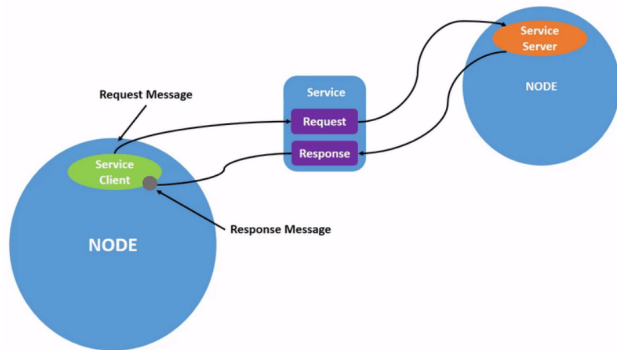 Service
Server
NODE
Service
Request
Response
Request Message
Service
Client
NODE
Response Message